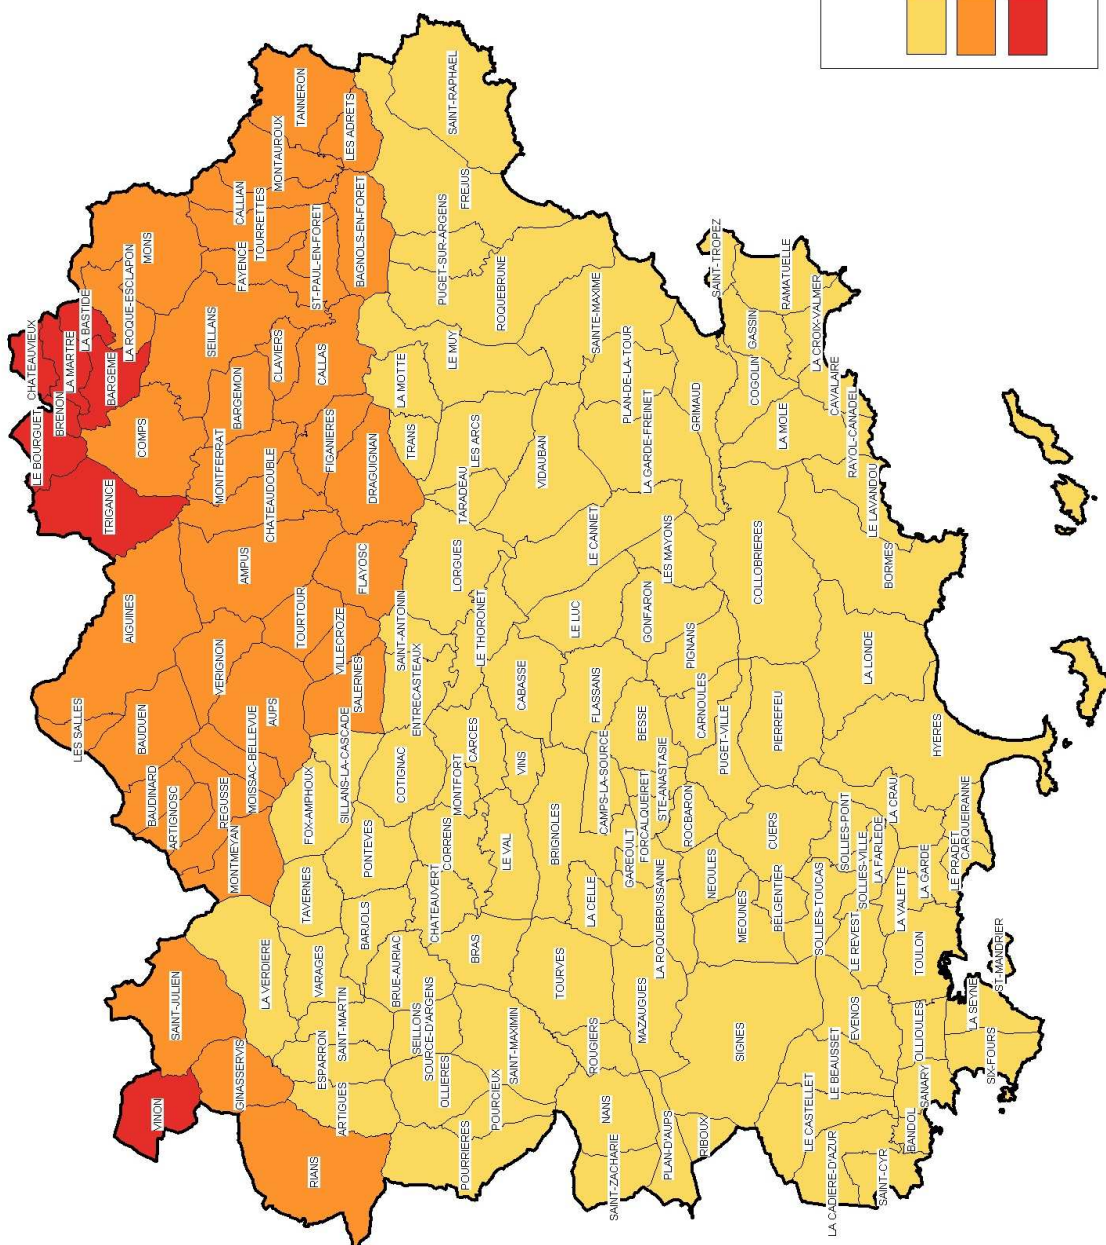 CHATEAUVIEUX
LE BOURGUET
BRENON
LA MARTRE
LA BASTIDE
BARGEME
LA ROQUE-ESCLAPON
MONS
TRIGANCE
COMPS
SEILLANS
CALLIAN
TOURRETTES
FAYENCE
MONTAUROUX
TANNERON
LES ADRETS
ST-PAUL-EN-FORET
BAGNOLS-EN-FORET
MONTFERRAT
BARGEMON
CLAVIERS
CALLAS
CHATEAUDOUBLE
FIGANIERES
DRAGUIGNAN
AMPUS
FLAYOSC
AIGUINES
VERIGNON
TOURTOUR
VILLECROZE
SALERNES
LES SALLES
BAUDUEN
AUPS
MOISSAC-BELLEVUE
BAUDINARD
ARTIGNOSC
REGUSSE
MONTMEYAN
SILLANS-LA-CASCADE
FOX-AMPHOUX
SAINT-ANTONIN
ENTRECASTEAUX
COTIGNAC
SAINT-JULIEN
VINON
GINASSERVIS
RIANS
LA VERDIERE
TAVERNES
VARAGES
PONTEVES
BARJOLS
SAINT-MARTIN
ESPARRON
ARTIGUES
BRUE-AURIAC
SEILLONS
SOURCE-D'ARGENS
OLLIERES
POURCIEUX
POURRIERES
SAINT-MAXIMIN
CHATEAUVERT
CORRENS
MONTFORT
CARCES
BRAS
LE VAL
VINS
CABASSE
LE THORONET
LORGUES
TARADEAU
LES ARCS
TRANS
LA MOTTE
LE MUY
PUGET-SUR-ARGENS
FREJUS
SAINT-RAPHAEL
ROQUEBRUNE
VIDAUBAN
SAINTE-MAXIME
PLAN-DE-LA-TOUR
LA GARDE-FREINET
GRIMAUD
LE CANNET
LE LUC
LES MAYONS
GONFARON
FLASSANS
BRIGNOLES
CAMPS-LA-SOURCE
BESSE
PIGNANS
CARNOULES
STE-ANASTASIE
FORCALQUEIRET
GAREOULT
LA CELLE
TOURVES
ROUGIERS
NANS
SAINT-ZACHARIE
PLAN-D'AUPS
RIBOUX
MAZAUGUES
LA ROQUEBRUSSANNE
ROCBARON
NEOULES
PUGET-VILLE
PIERREFEU
COLLOBRIERES
SAINT-TROPEZ
GASSIN
RAMATUELLE
LA CROIX-VALMER
COGOLIN
LA MOLE
CAVALAIRE
RAYOL-CANADEL
LE LAVANDOU
BORMES
LA LONDE
HYERES
CUERS
MEOUNES
BELGENTIER
SIGNES
SOLLIES-TOUCAS
SOLLIES-PONT
SOLLIES-VILLE
LA FARLEDE
LA CRAU
LE REVEST
LA VALETTE
LA GARDE
LE PRADET
CARQUEIRANNE
TOULON
EVENOS
LE BEAUSSET
LE CASTELLET
LA CADIERE-D'AZUR
SAINT-CYR
BANDOL
SANARY
OLLIOULES
LA SEYNE
SIX-FOURS
ST-MANDRIER